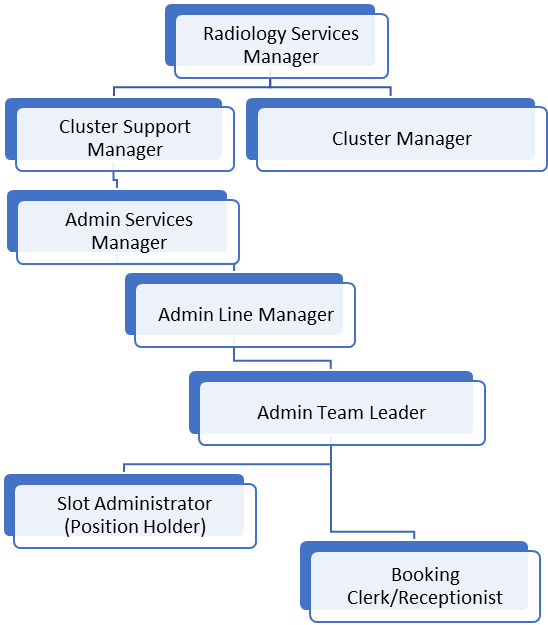 Radiology Services
Manager
Cluster Support
Manager
Cluster Manager
Admin Services
Manager
Admin Line Manager
Admin Team Leader
Slot Administrator
(Position Holder)
Booking
Clerk/Receptionist